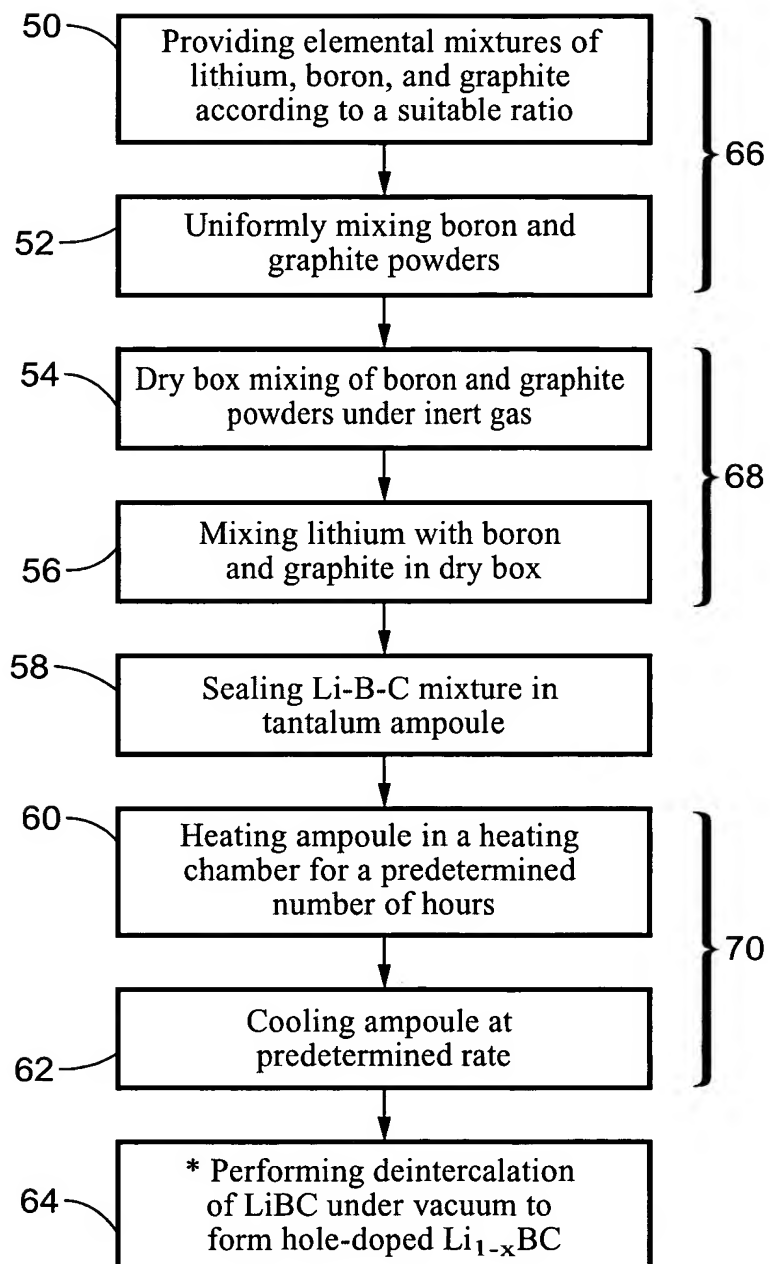 50
Providing elemental mixtures of
lithium, boron, and graphite
according to a suitable ratio
66
52
Uniformly mixing boron and
graphite powders
54
Dry box mixing of boron and graphite
powders under inert gas
68
56
Mixing lithium with boron
and graphite in dry box
58
Sealing Li-B-C mixture in
tantalum ampoule
60
Heating ampoule in a heating
chamber for a predetermined
number of hours
70
62
Cooling ampoule at
predetermined rate
64
* Performing deintercalation
of LiBC under vacuum to
form hole-doped Li₁₋ₓBC